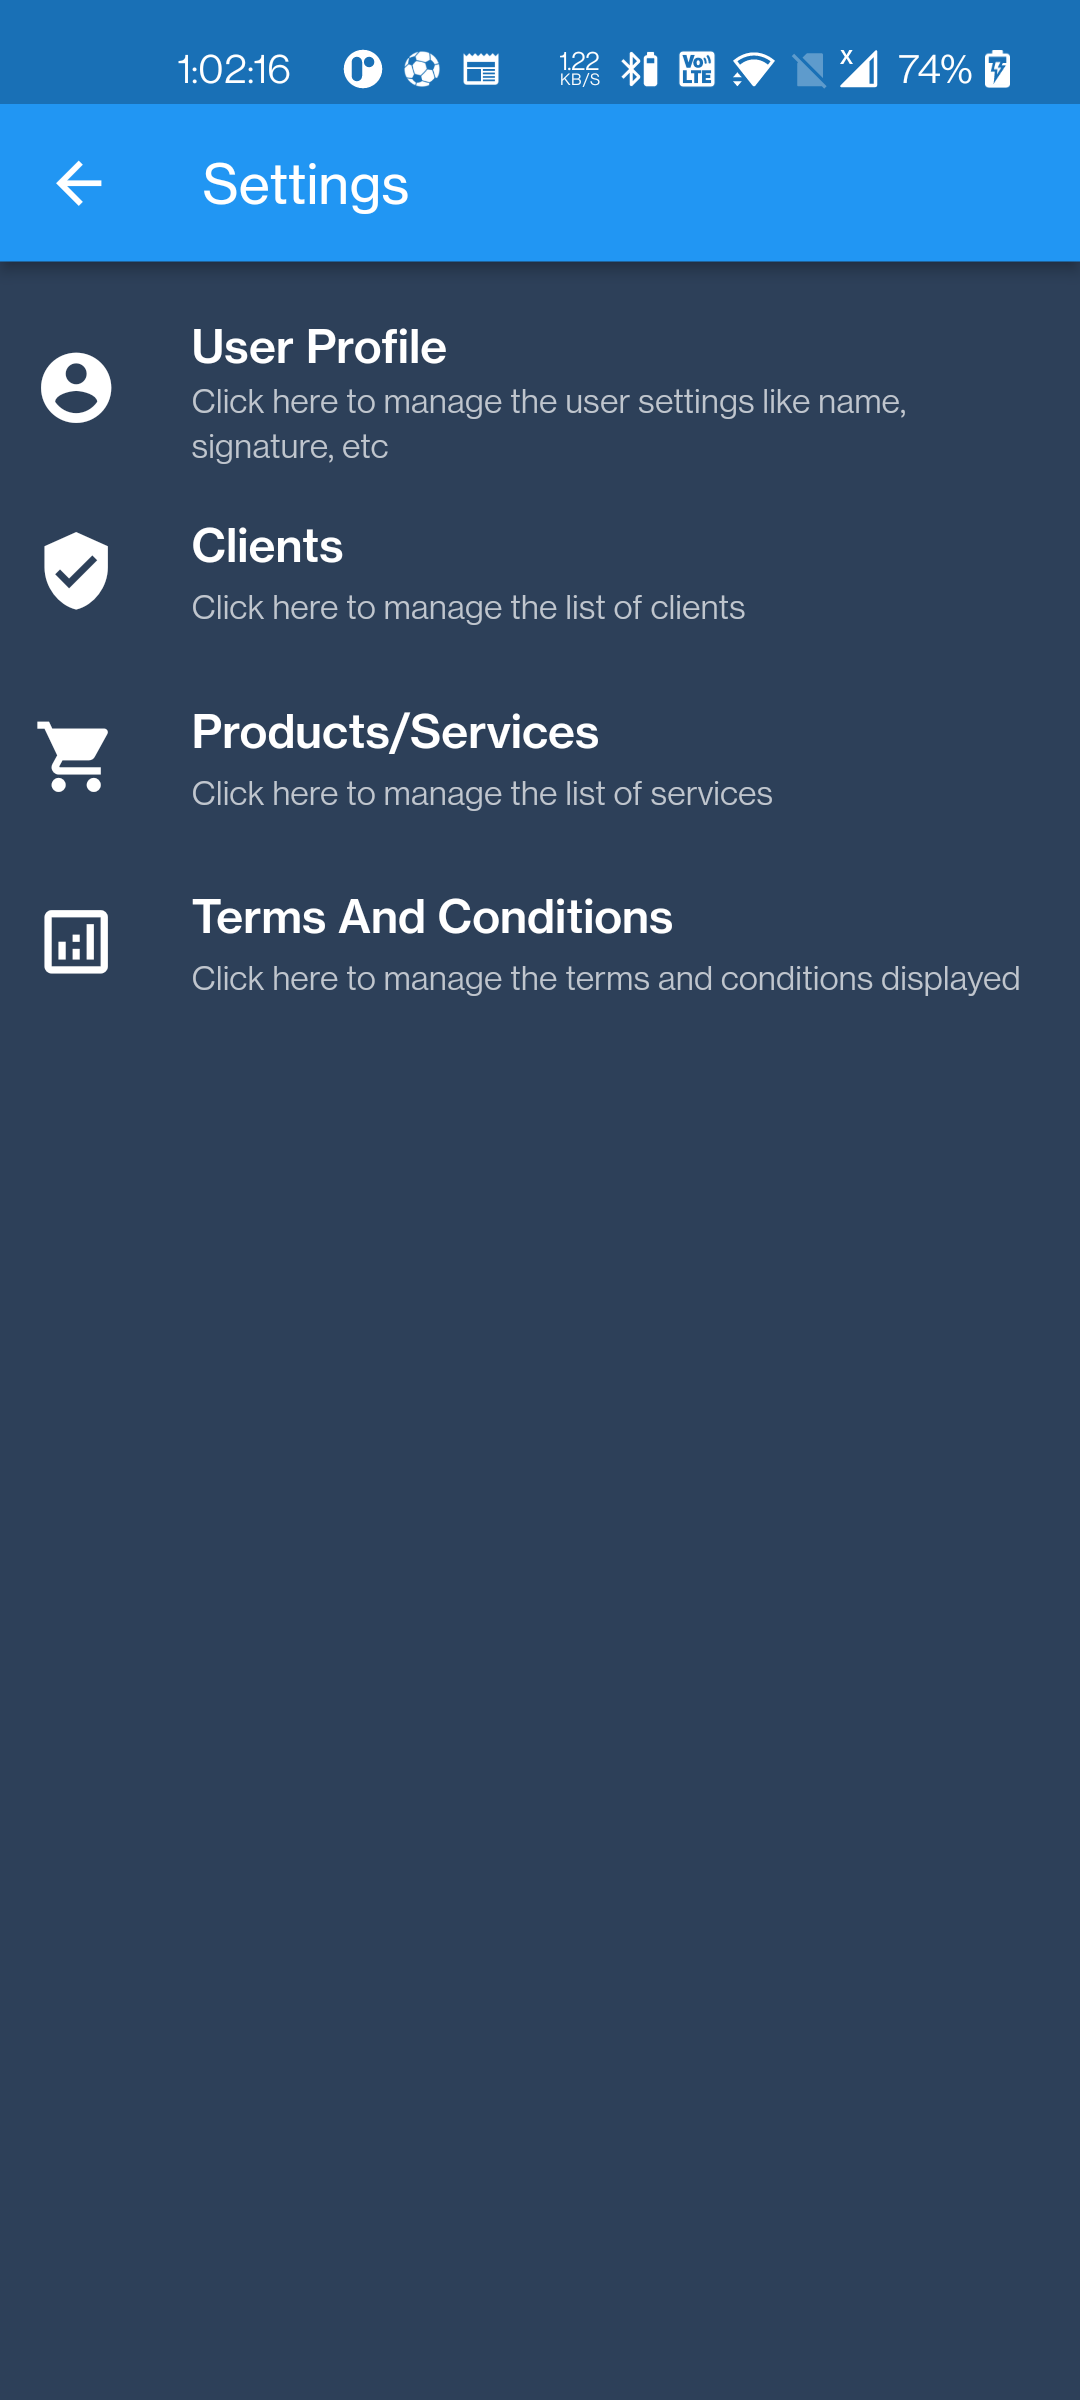 1:02:16 1.22 KB/S Vo LTE X 74%
Settings
User Profile
Click here to manage the user settings like name,
signature, etc
Clients
Click here to manage the list of clients
Products/Services
Click here to manage the list of services
Terms And Conditions
Click here to manage the terms and conditions displayed